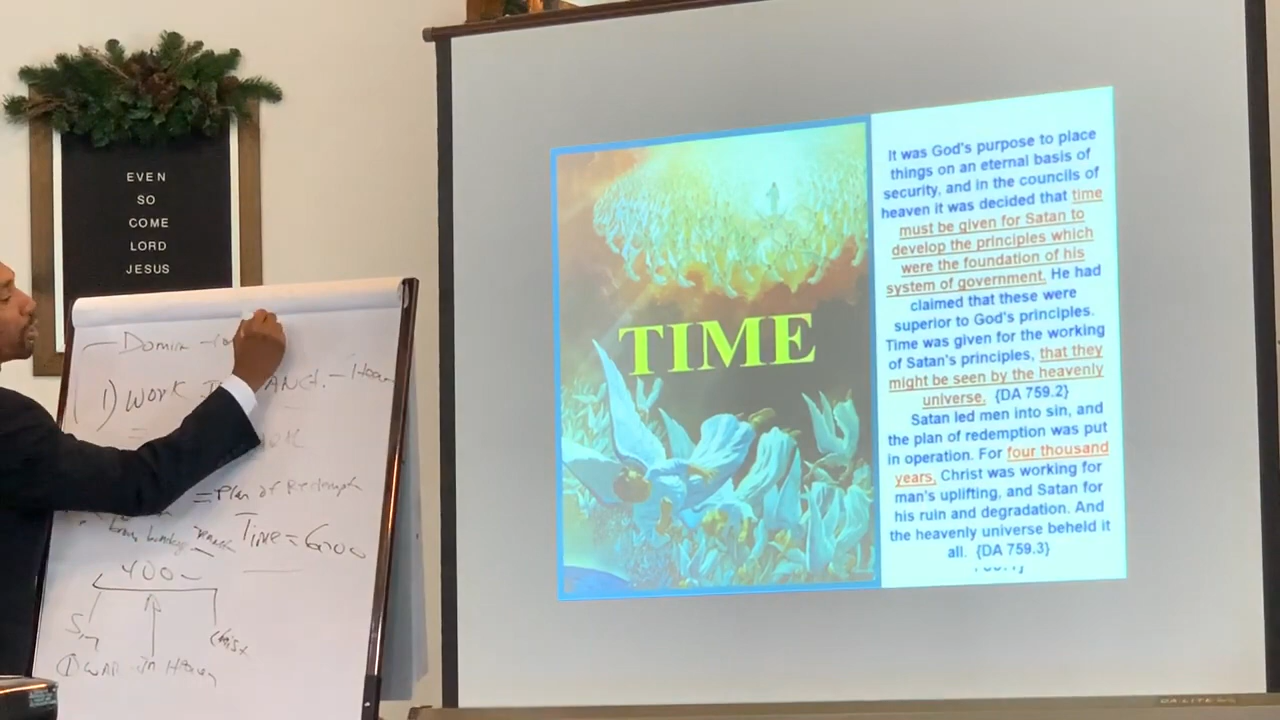 EVEN
SO
COME
LORD
JESUS
1) WORK
= Plan of Redempt
TIME = 6000
400
Sin
Christ
① WAR in Heaven
TIME
It was God's purpose to place
things on an eternal basis of
security, and in the councils of
heaven it was decided that time
must be given for Satan to
develop the principles which
were the foundation of his
system of government. He had
claimed that these were
superior to God's principles.
Time was given for the working
of Satan's principles, that they
might be seen by the heavenly
universe. {DA 759.2}
Satan led men into sin, and
the plan of redemption was put
in operation. For four thousand
years, Christ was working for
man's uplifting, and Satan for
his ruin and degradation. And
the heavenly universe beheld it
all. {DA 759.3}
DA-LITE